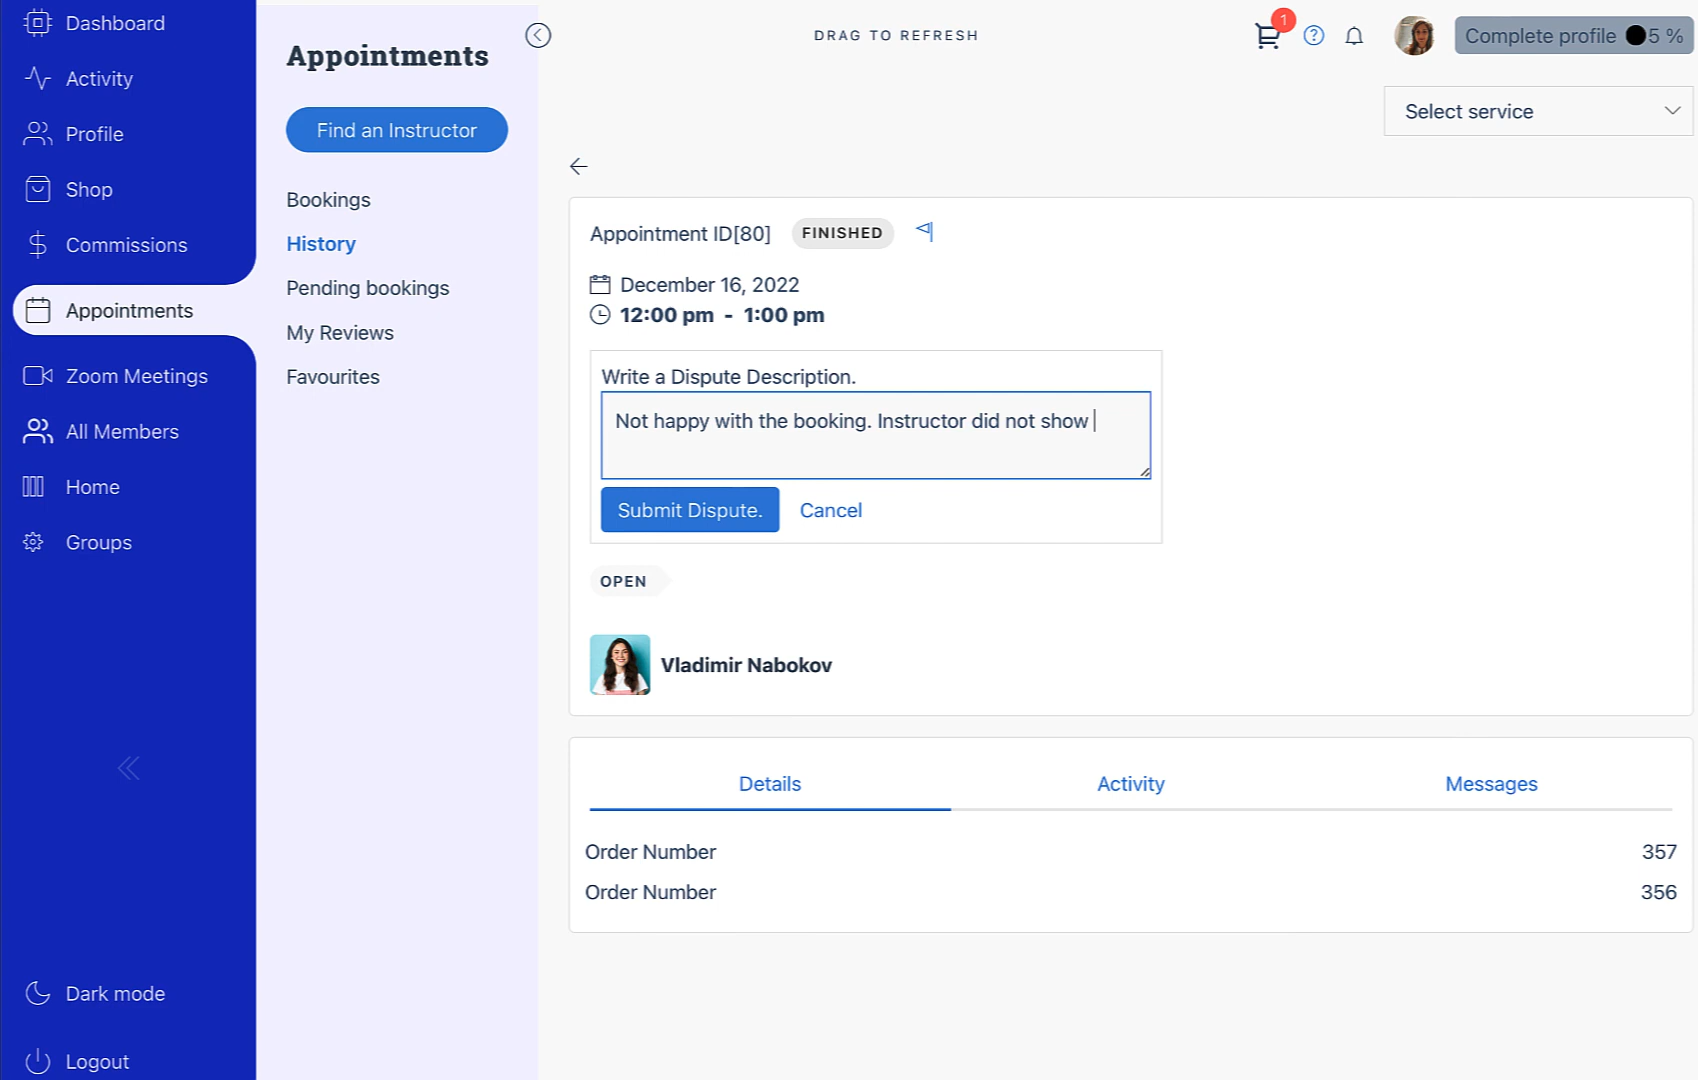 Dashboard
Activity
Profile
Shop
Commissions
Appointments
Zoom Meetings
All Members
Home
Groups
Dark mode
Logout
Appointments
Find an Instructor
Bookings
History
Pending bookings
My Reviews
Favourites
DRAG TO REFRESH
1
Complete profile 5 %
Select service
Appointment ID[80] FINISHED
December 16, 2022
12:00 pm - 1:00 pm
Write a Dispute Description.
Not happy with the booking. Instructor did not show
Submit Dispute. Cancel
OPEN
Vladimir Nabokov
Details Activity Messages
Order Number 357
Order Number 356